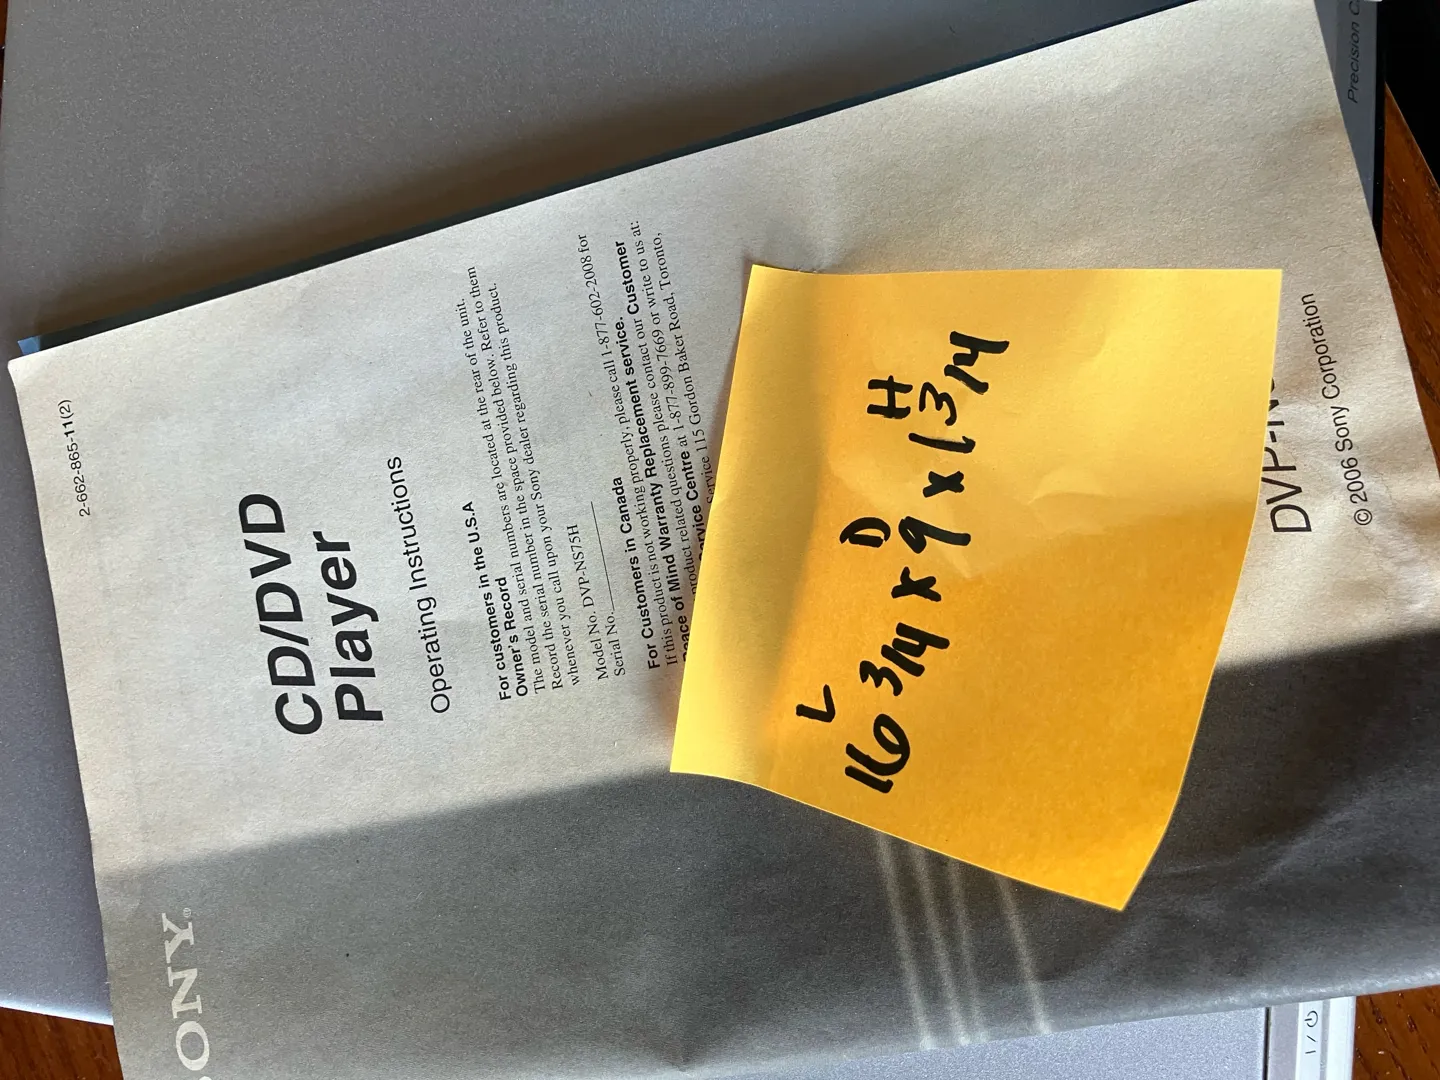 2-662-865-11(2)
CD/DVD
Player
Operating Instructions
For customers in the U.S.A
Owner's Record
The model and serial numbers are located at the rear of the unit.
Record the serial number in the space provided below. Refer to them
whenever you call upon your Sony dealer regarding this product.
Model No. DVP-NS75H
Serial No.
For Customers in Canada
If this product is not working properly, please call 1-877-602-2008 for
Peace of Mind Warranty Replacement service.
product related questions please contact our Customer
Service Centre at 1-877-899-7669 or write to us at:
Service 115 Gordon Baker Road, Toronto,
L D H
16 3/4 x 9 x 1 3/4
© 2006 Sony Corporation
Precision
I / ⏻